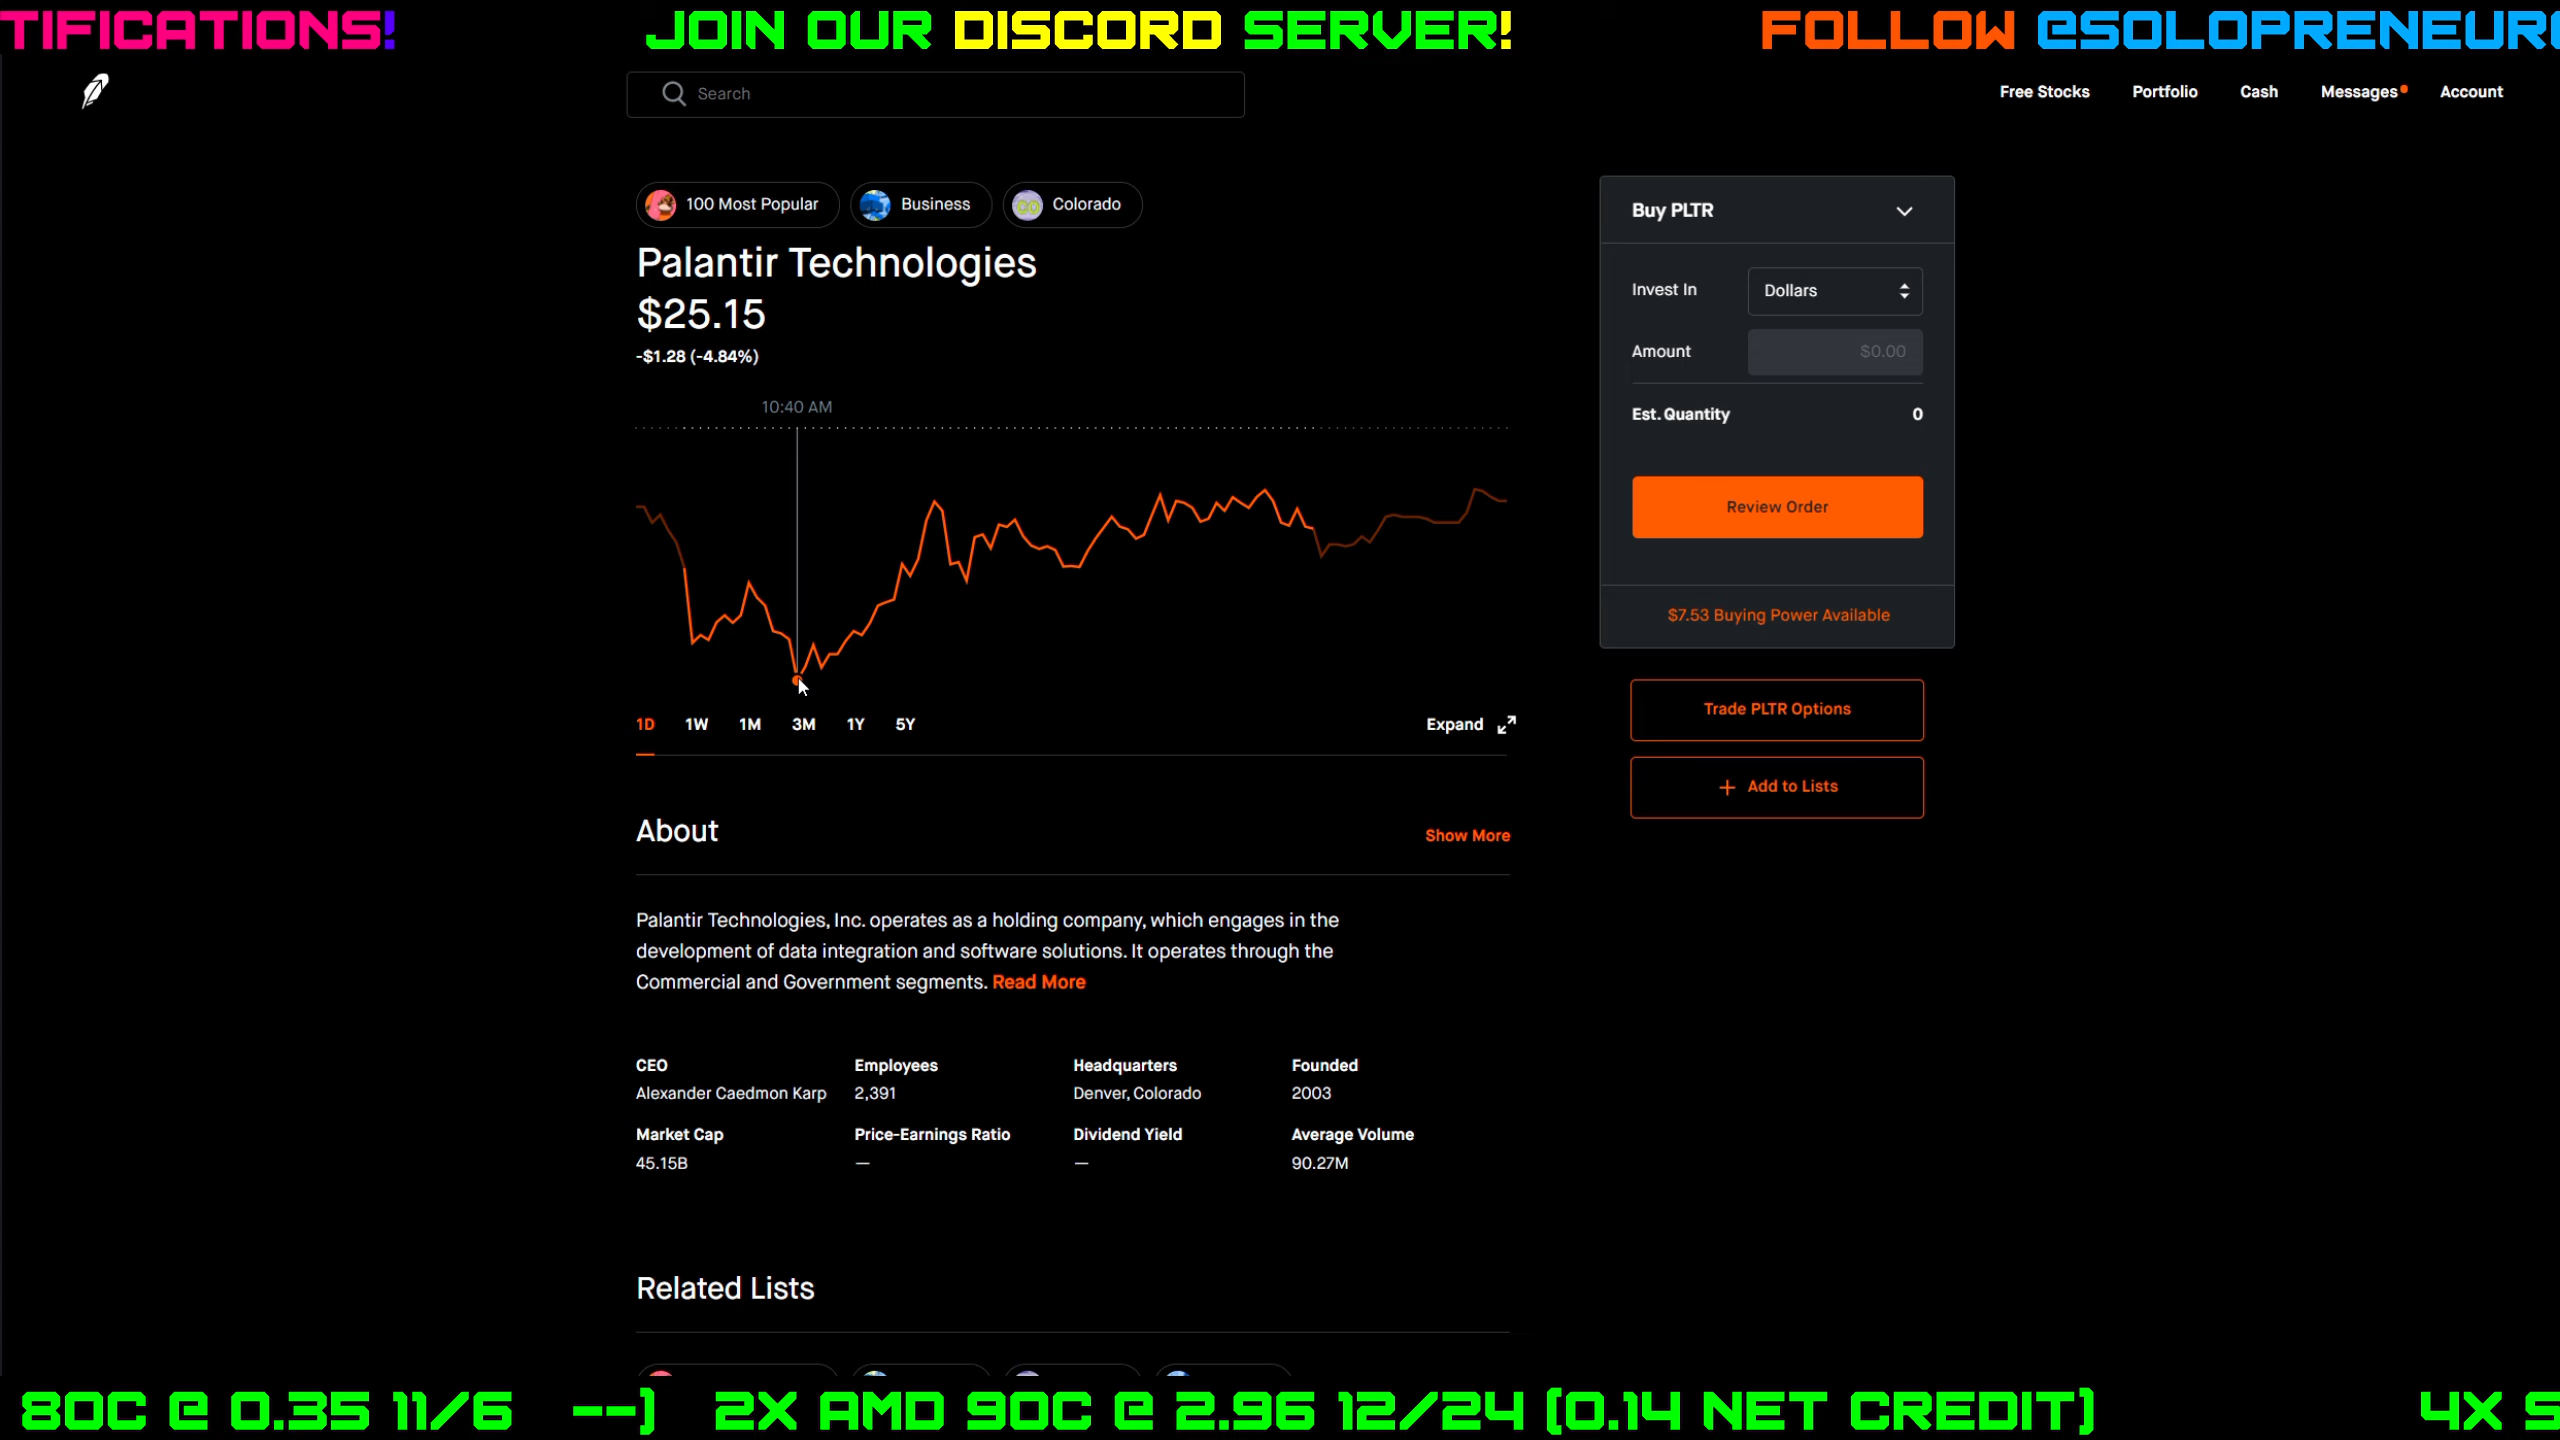 TIFICATIONS! JOIN OUR DISCORD SERVER! FOLLOW @SOLOPRENEUR
Search
Free Stocks Portfolio Cash Messages Account
100 Most Popular Business Colorado
Palantir Technologies
$25.15
-$1.28 (-4.84%)
10:40 AM
1D 1W 1M 3M 1Y 5Y Expand
Buy PLTR
Invest In Dollars
Amount $0.00
Est. Quantity 0
Review Order
$7.53 Buying Power Available
Trade PLTR Options
+ Add to Lists
About Show More
Palantir Technologies, Inc. operates as a holding company, which engages in the
development of data integration and software solutions. It operates through the
Commercial and Government segments. Read More
CEO Employees Headquarters Founded
Alexander Caedmon Karp 2,391 Denver, Colorado 2003
Market Cap Price-Earnings Ratio Dividend Yield Average Volume
45.15B — — 90.27M
Related Lists
80C @ 0.35 11/6 --) 2X AMD 90C @ 2.96 12/24 (0.14 NET CREDIT) 4X S